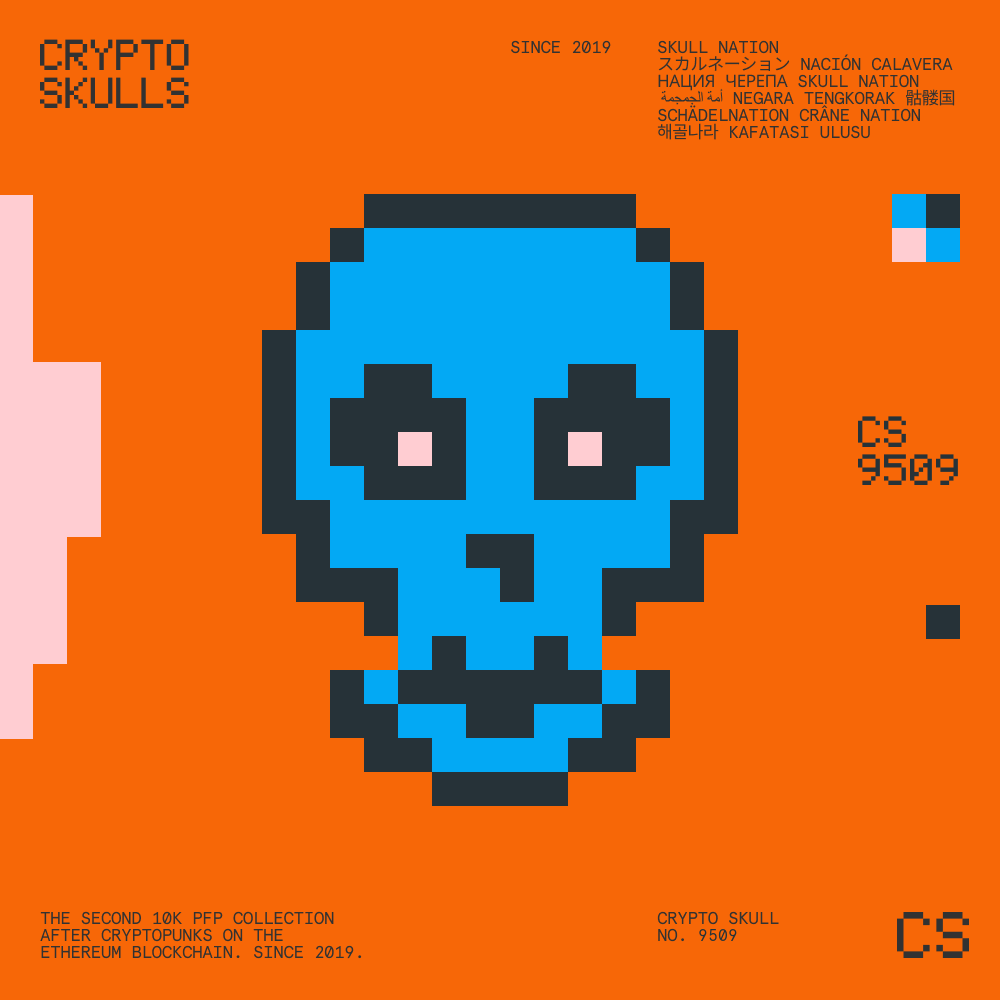 CRYPTO
SKULLS
SINCE 2019
SKULL NATION
スカルネーション NACIÓN CALAVERA
НАЦИЯ ЧЕРЕПА SKULL NATION
أمة الجمجمة NEGARA TENGKORAK 骷髅国
SCHÄDELNATION CRÂNE NATION
해골나라 KAFATASI ULUSU
CS
9509
THE SECOND 10K PFP COLLECTION
AFTER CRYPTOPUNKS ON THE
ETHEREUM BLOCKCHAIN. SINCE 2019.
CRYPTO SKULL
NO. 9509
CS